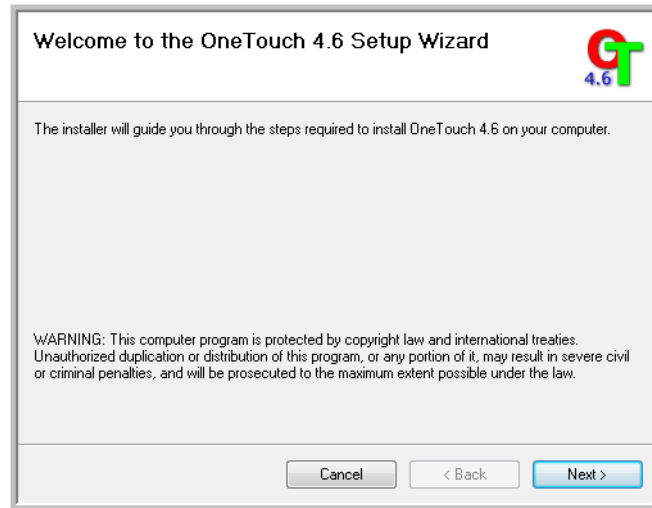 Welcome to the OneTouch 4.6 Setup Wizard
OT
4.6
The installer will guide you through the steps required to install OneTouch 4.6 on your computer.
WARNING: This computer program is protected by copyright law and international treaties.
Unauthorized duplication or distribution of this program, or any portion of it, may result in severe civil
or criminal penalties, and will be prosecuted to the maximum extent possible under the law.
Cancel < Back Next >